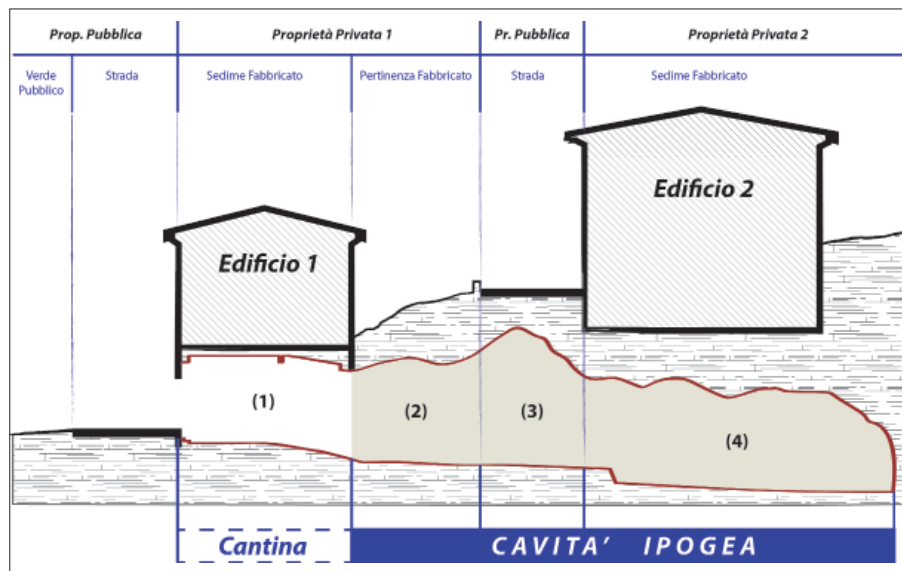 Prop. Pubblica Proprietà Privata 1 Pr. Pubblica Proprietà Privata 2
Verde Pubblico Strada Sedime Fabbricato Pertinenza Fabbricato Strada Sedime Fabbricato
Edificio 2
Edificio 1
(1) (2) (3) (4)
Cantina CAVITA' IPOGEA